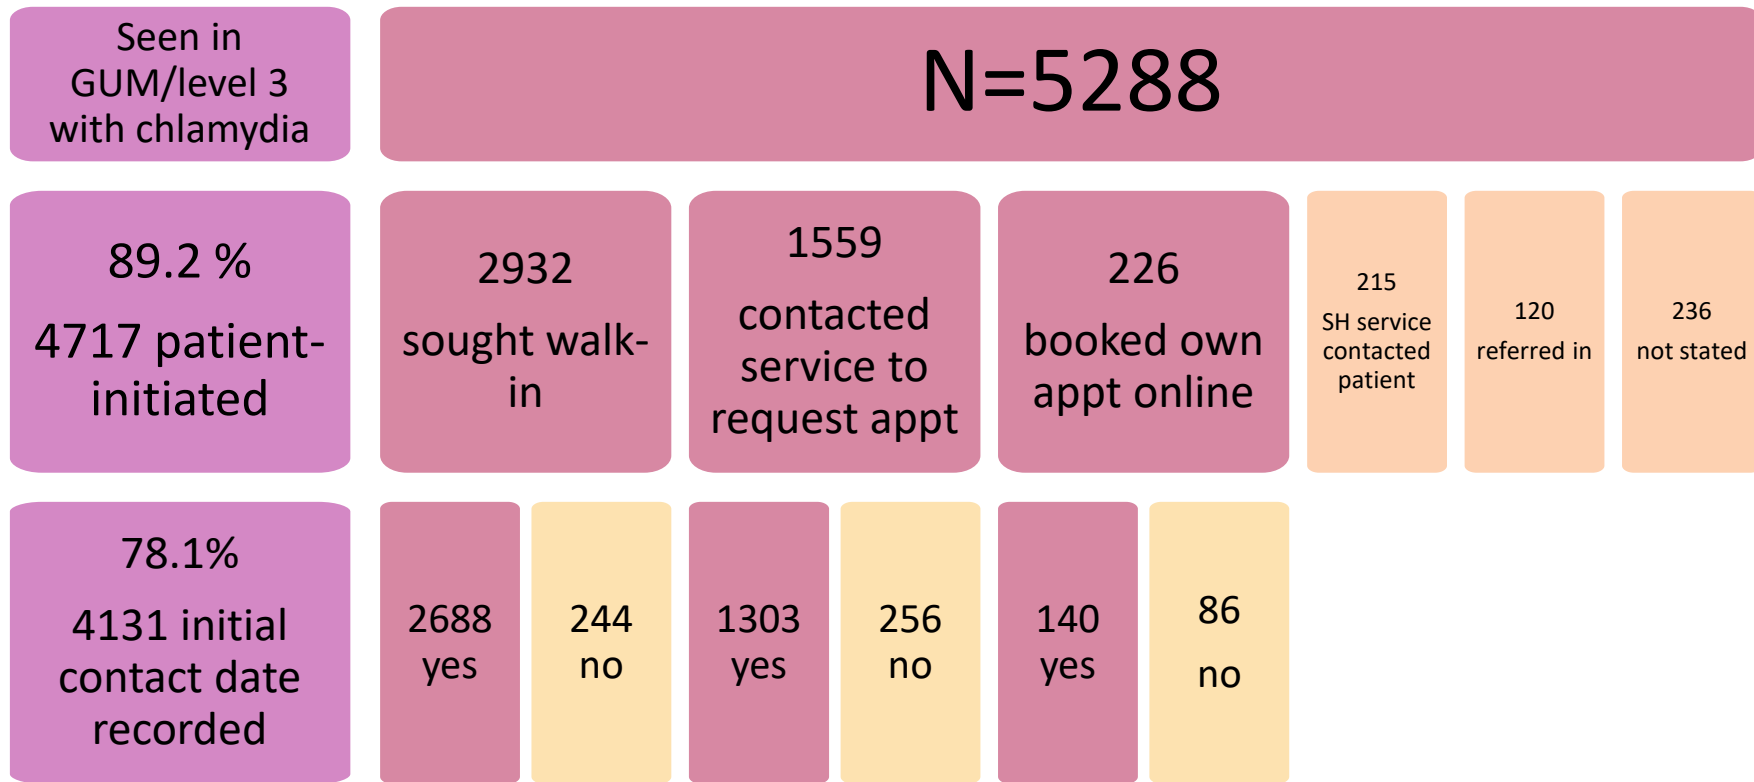 Seen in
GUM/level 3
with chlamydia
N=5288
89.2 %
4717 patient-
initiated
2932
sought walk-
in
1559
contacted
service to
request appt
226
booked own
appt online
215
SH service
contacted
patient
120
referred in
236
not stated
78.1%
4131 initial
contact date
recorded
2688
yes
244
no
1303
yes
256
no
140
yes
86
no